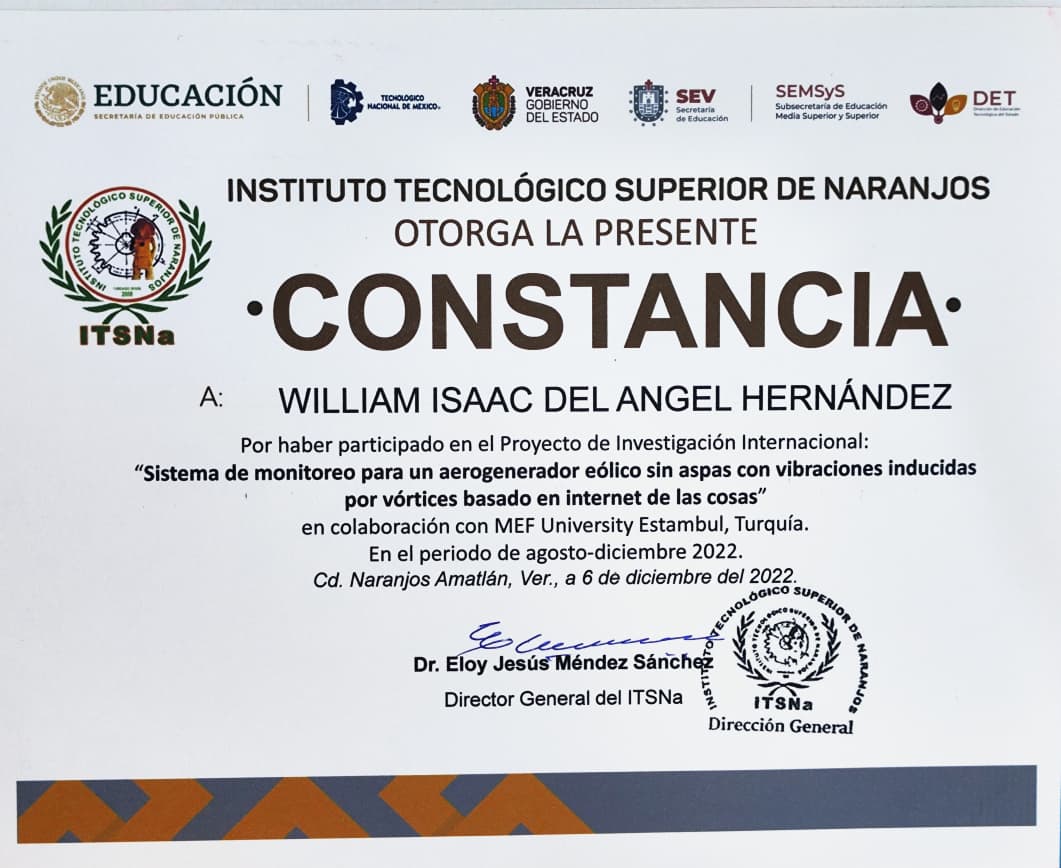 EDUCACIÓN
SECRETARÍA DE EDUCACIÓN PÚBLICA
TECNOLÓGICO
NACIONAL DE MÉXICO
VERACRUZ
GOBIERNO
DEL ESTADO
SEV
Secretaría
de Educación
SEMSyS
Subsecretaría de Educación
Media Superior y Superior
DET
Dirección de Educación
Tecnológica del Estado
INSTITUTO TECNOLÓGICO SUPERIOR DE NARANJOS
ITSNa
INSTITUTO TECNOLÓGICO SUPERIOR DE NARANJOS
OTORGA LA PRESENTE
•CONSTANCIA•
A: WILLIAM ISAAC DEL ANGEL HERNÁNDEZ
Por haber participado en el Proyecto de Investigación Internacional:
“Sistema de monitoreo para un aerogenerador eólico sin aspas con vibraciones inducidas
por vórtices basado en internet de las cosas”
en colaboración con MEF University Estambul, Turquía.
En el periodo de agosto-diciembre 2022.
Cd. Naranjos Amatlán, Ver., a 6 de diciembre del 2022.
Dr. Eloy Jesús Méndez Sánchez
Director General del ITSNa
INSTITUTO TECNOLÓGICO SUPERIOR DE NARANJOS
ITSNa
Dirección General